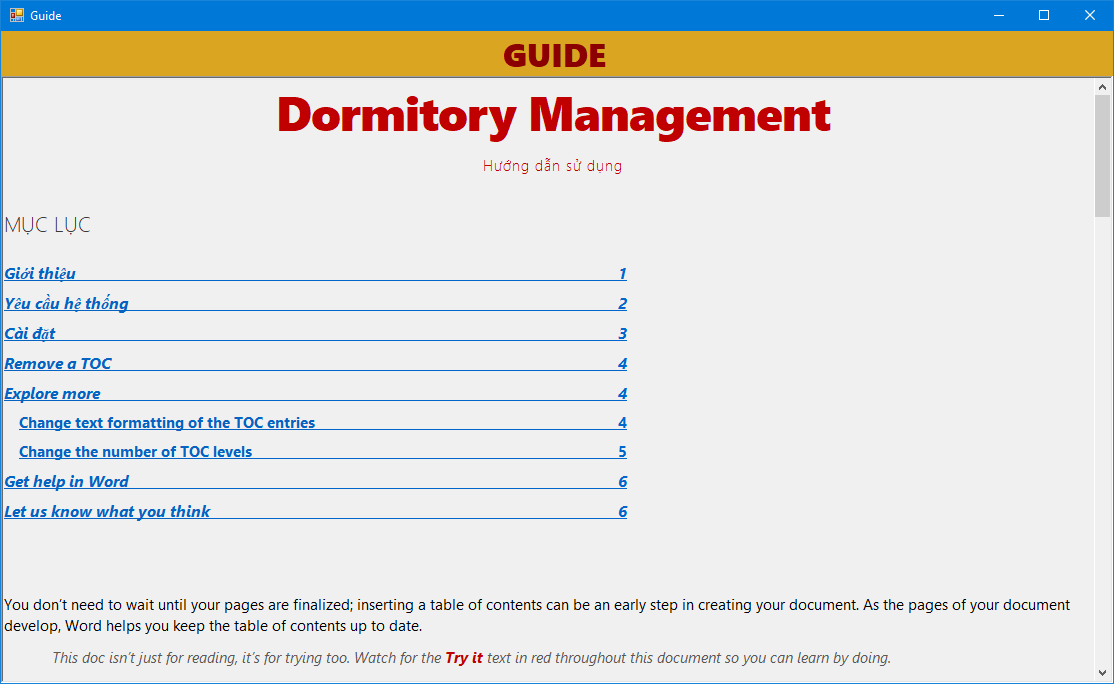 Guide
GUIDE
Dormitory Management
Hướng dẫn sử dụng
MỤC LỤC
Giới thiệu 1
Yêu cầu hệ thống 2
Cài đặt 3
Remove a TOC 4
Explore more 4
Change text formatting of the TOC entries 4
Change the number of TOC levels 5
Get help in Word 6
Let us know what you think 6
You don’t need to wait until your pages are finalized; inserting a table of contents can be an early step in creating your document. As the pages of your document
develop, Word helps you keep the table of contents up to date.
This doc isn’t just for reading, it’s for trying too. Watch for the Try it text in red throughout this document so you can learn by doing.